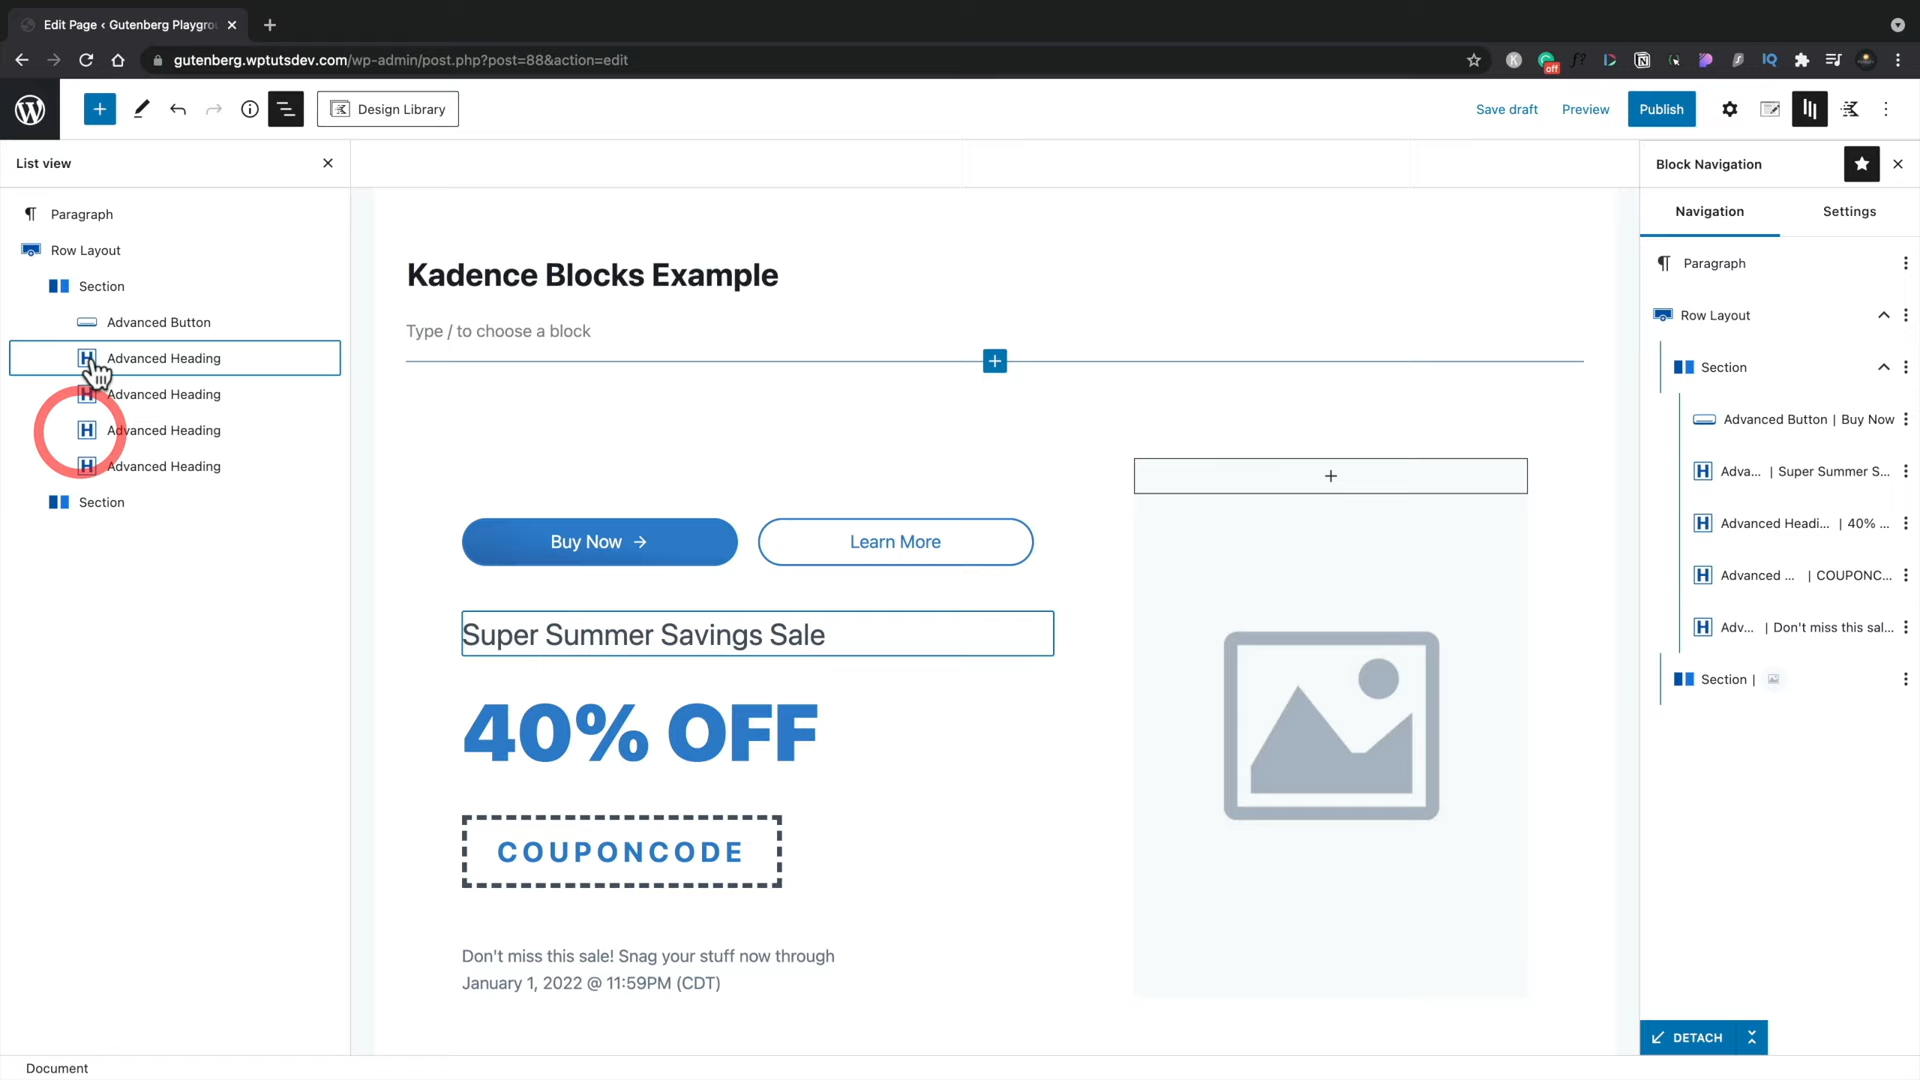 Edit Page ‹ Gutenberg Playgro
gutenberg.wptutsdev.com/wp-admin/post.php?post=88&action=edit
off
Design Library
Save draft
Preview
Publish
List view
Paragraph
Row Layout
Section
Advanced Button
Advanced Heading
Advanced Heading
Advanced Heading
Advanced Heading
Section
Kadence Blocks Example
Type / to choose a block
Buy Now →
Learn More
Super Summer Savings Sale
40% OFF
COUPONCODE
Don't miss this sale! Snag your stuff now through
January 1, 2022 @ 11:59PM (CDT)
Block Navigation
Navigation
Settings
Paragraph
Row Layout
Section
Advanced Button | Buy Now
Adva... | Super Summer S...
Advanced Headi... | 40% ...
Advanced ... | COUPONC...
Adv... | Don't miss this sal...
Section |
DETACH
Document